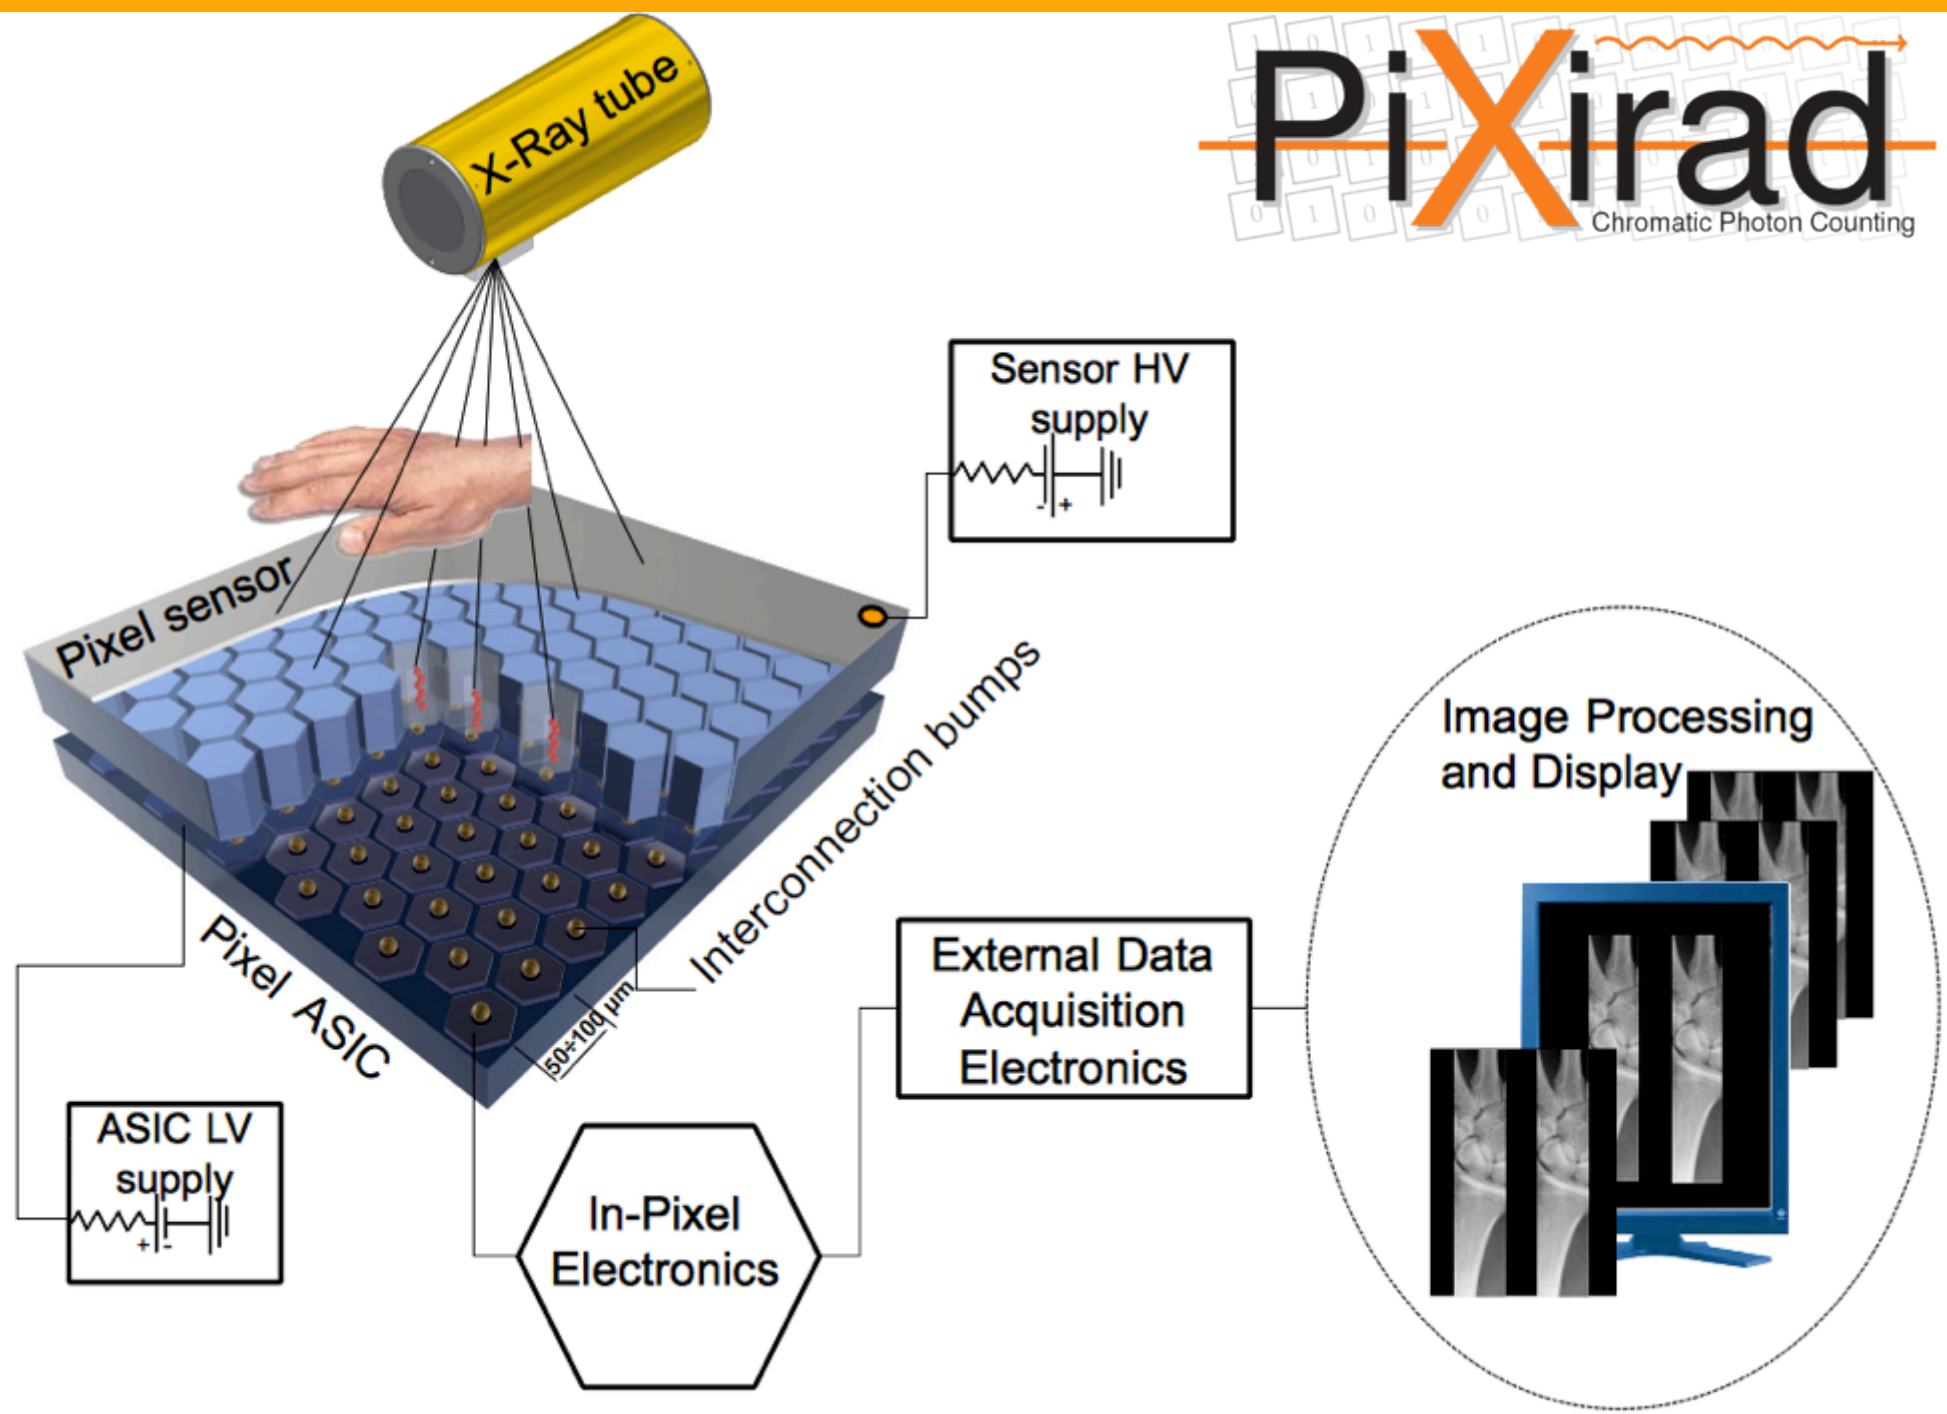 X-Ray tube
PiXirad
Chromatic Photon Counting
Sensor HV
supply
- +
Pixel sensor
Interconnection bumps
Image Processing
and Display
Pixel ASIC
50÷100 µm
External Data
Acquisition
Electronics
ASIC LV
supply
+ -
In-Pixel
Electronics